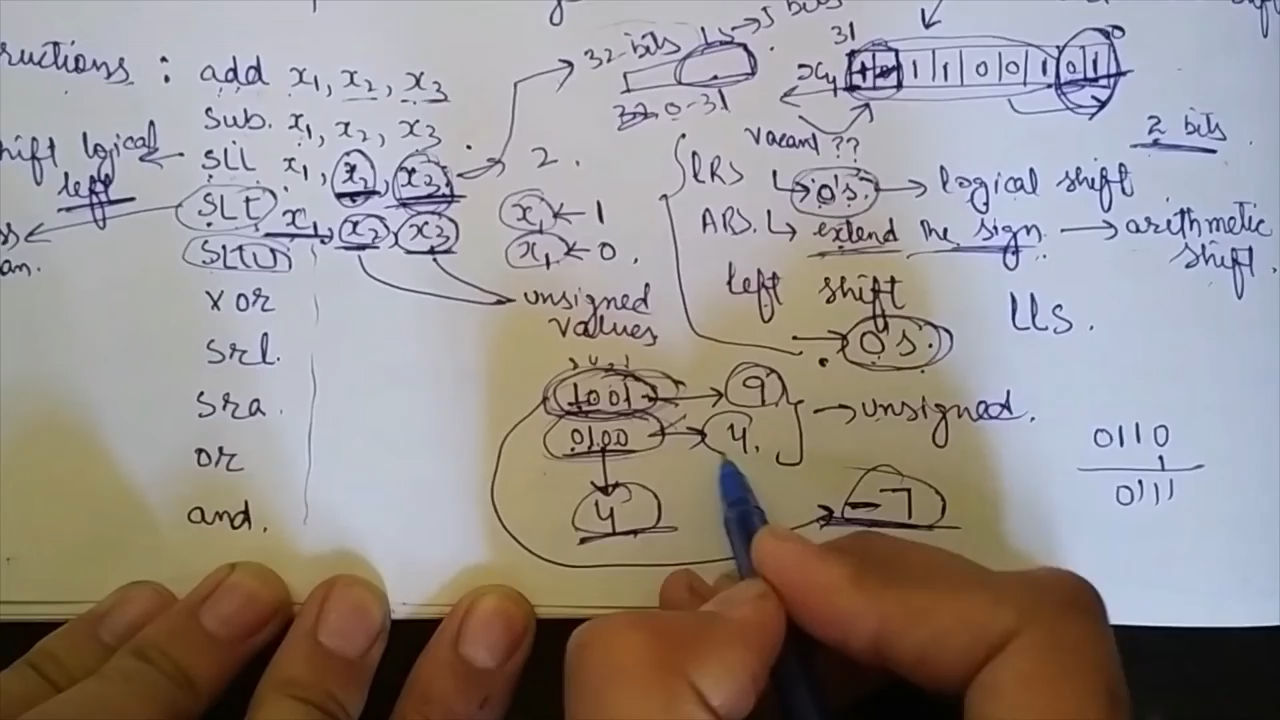 ructions : add x1, x2, x3
sub. x1, x2, x3
hift logical
left
SLL x1, x2, x3.
SLT x1, x2, x3
SLTU
xor
srl.
sra.
or
and.
an.
32-bits
5 bits
0-31
2.
x1 ← 1
x1 ← 0.
unsigned
values
31
0
x4
1 1 0 0 1 0 1
vacant ??
2 bits
LRS
0's. → logical shift
ARS. extend the sign. → arithmetic
shift.
left shift
LLS.
0's.
1001 → 9
0100 → 4.
→ unsigned.
4
-7
0110
1
0111